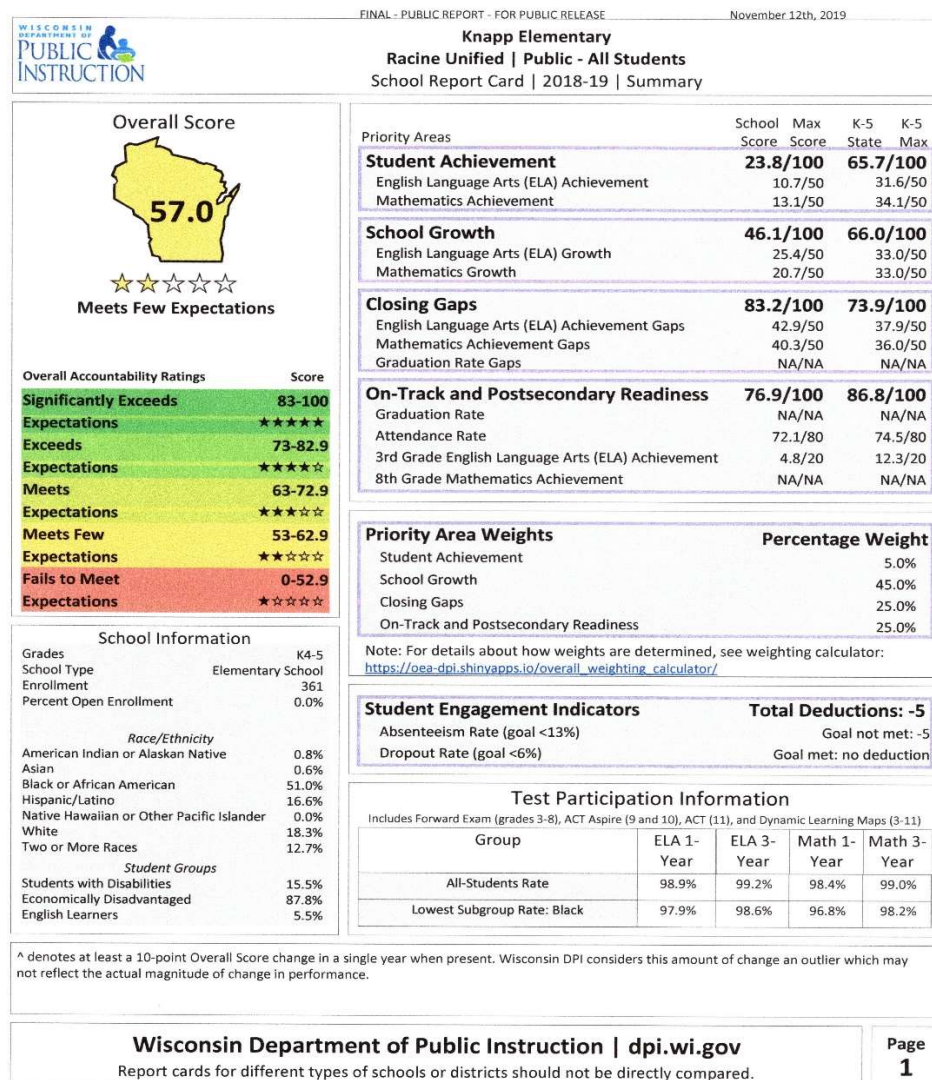 FINAL - PUBLIC REPORT - FOR PUBLIC RELEASE November 12th, 2019
WISCONSIN
DEPARTMENT OF
PUBLIC
INSTRUCTION
Knapp Elementary
Racine Unified | Public - All Students
School Report Card | 2018-19 | Summary
Overall Score
57.0
☆☆☆☆☆
Meets Few Expectations
Overall Accountability Ratings Score
Significantly Exceeds 83-100
Expectations ★★★★★
Exceeds 73-82.9
Expectations ★★★★☆
Meets 63-72.9
Expectations ★★★☆☆
Meets Few 53-62.9
Expectations ★★☆☆☆
Fails to Meet 0-52.9
Expectations ★☆☆☆☆
School Information
Grades K4-5
School Type Elementary School
Enrollment 361
Percent Open Enrollment 0.0%
Race/Ethnicity
American Indian or Alaskan Native 0.8%
Asian 0.6%
Black or African American 51.0%
Hispanic/Latino 16.6%
Native Hawaiian or Other Pacific Islander 0.0%
White 18.3%
Two or More Races 12.7%
Student Groups
Students with Disabilities 15.5%
Economically Disadvantaged 87.8%
English Learners 5.5%
School Max K-5 K-5
Priority Areas Score Score State Max
Student Achievement 23.8/100 65.7/100
English Language Arts (ELA) Achievement 10.7/50 31.6/50
Mathematics Achievement 13.1/50 34.1/50
School Growth 46.1/100 66.0/100
English Language Arts (ELA) Growth 25.4/50 33.0/50
Mathematics Growth 20.7/50 33.0/50
Closing Gaps 83.2/100 73.9/100
English Language Arts (ELA) Achievement Gaps 42.9/50 37.9/50
Mathematics Achievement Gaps 40.3/50 36.0/50
Graduation Rate Gaps NA/NA NA/NA
On-Track and Postsecondary Readiness 76.9/100 86.8/100
Graduation Rate NA/NA NA/NA
Attendance Rate 72.1/80 74.5/80
3rd Grade English Language Arts (ELA) Achievement 4.8/20 12.3/20
8th Grade Mathematics Achievement NA/NA NA/NA
Priority Area Weights Percentage Weight
Student Achievement 5.0%
School Growth 45.0%
Closing Gaps 25.0%
On-Track and Postsecondary Readiness 25.0%
Note: For details about how weights are determined, see weighting calculator:
https://oea-dpi.shinyapps.io/overall_weighting_calculator/
Student Engagement Indicators Total Deductions: -5
Absenteeism Rate (goal <13%) Goal not met: -5
Dropout Rate (goal <6%) Goal met: no deduction
Test Participation Information
Includes Forward Exam (grades 3-8), ACT Aspire (9 and 10), ACT (11), and Dynamic Learning Maps (3-11)
Group ELA 1-Year ELA 3-Year Math 1-Year Math 3-Year
All-Students Rate 98.9% 99.2% 98.4% 99.0%
Lowest Subgroup Rate: Black 97.9% 98.6% 96.8% 98.2%
^ denotes at least a 10-point Overall Score change in a single year when present. Wisconsin DPI considers this amount of change an outlier which may
not reflect the actual magnitude of change in performance.
Wisconsin Department of Public Instruction | dpi.wi.gov
Report cards for different types of schools or districts should not be directly compared.
Page
1